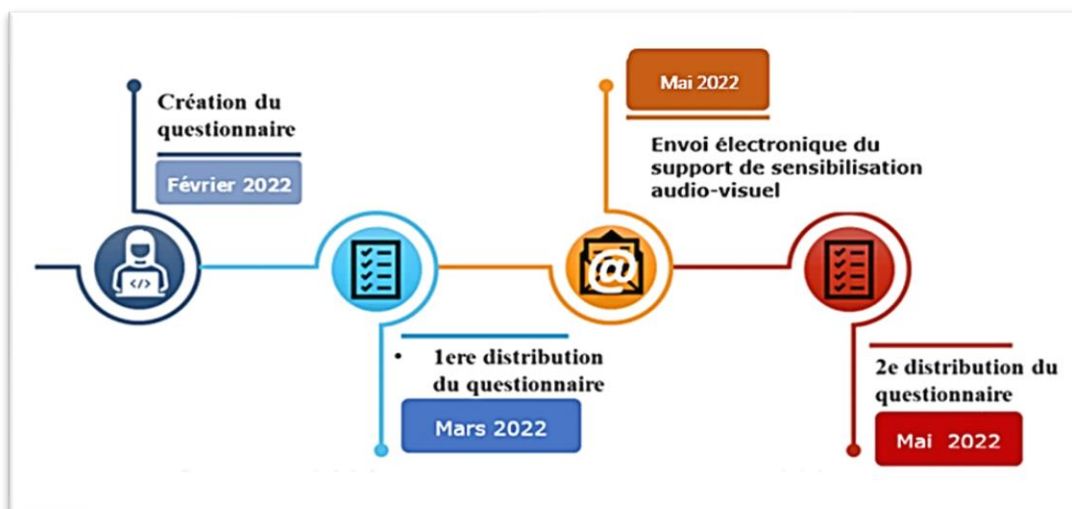 Création du
questionnaire
Février 2022
</>
• 1ere distribution
du questionnaire
Mars 2022
Mai 2022
Envoi électronique du
support de sensibilisation
audio-visuel
@
2e distribution du
questionnaire
Mai 2022